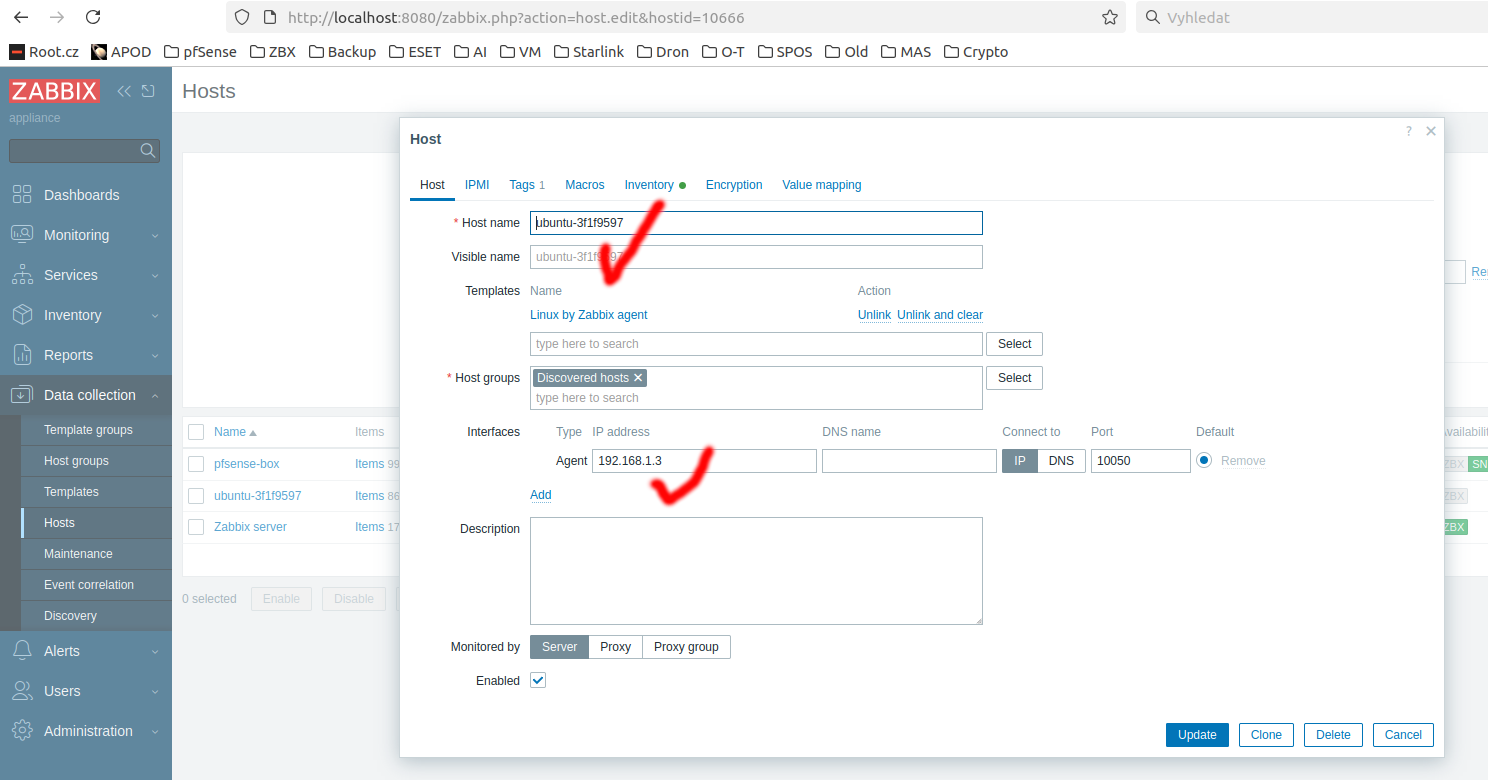 http://localhost:8080/zabbix.php?action=host.edit&hostid=10666
Vyhledat
Root.cz APOD pfSense ZBX Backup ESET AI VM Starlink Dron O-T SPOS Old MAS Crypto
ZABBIX
appliance
Dashboards
Monitoring
Services
Inventory
Reports
Data collection
Template groups
Host groups
Templates
Hosts
Maintenance
Event correlation
Discovery
Alerts
Users
Administration
Hosts
Name Items
pfsense-box Items 99
ubuntu-3f1f9597 Items 86
Zabbix server Items 17
0 selected Enable Disable
ZBX
ZBX
ZBX
Host
? ✕
Host IPMI Tags 1 Macros Inventory Encryption Value mapping
* Host name ubuntu-3f1f9597
Visible name ubuntu-3f1f9597
Templates Name Action
Linux by Zabbix agent Unlink Unlink and clear
type here to search Select
* Host groups Discovered hosts ✕ Select
type here to search
Interfaces Type IP address DNS name Connect to Port Default
Agent 192.168.1.3 IP DNS 10050 Remove
Add
Description
Monitored by Server Proxy Proxy group
Enabled
Update Clone Delete Cancel